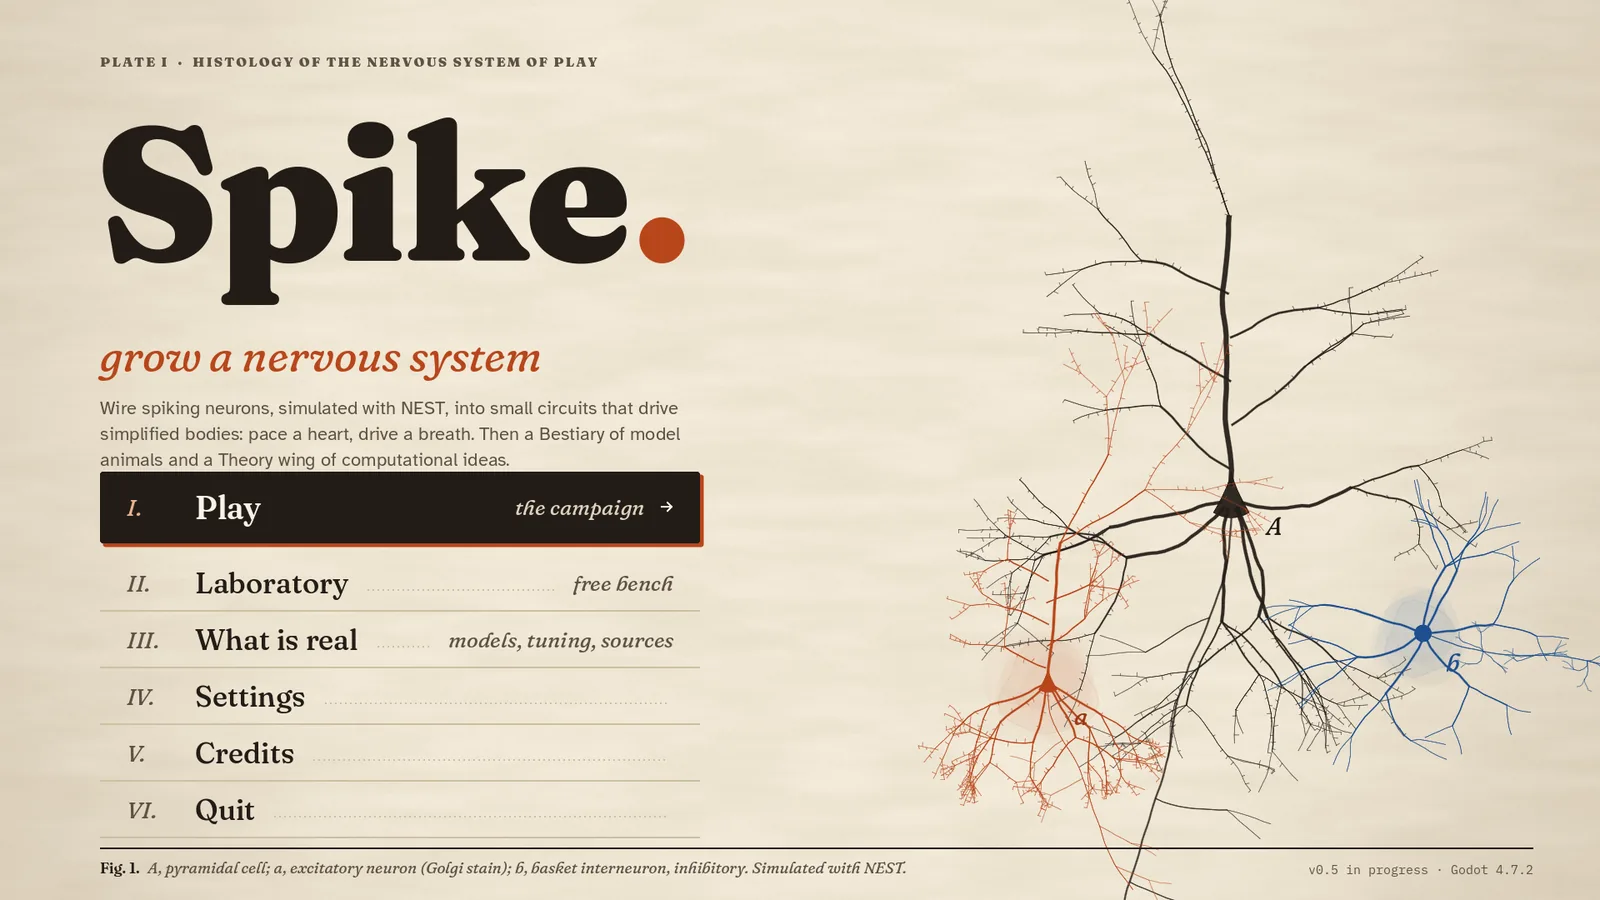 PLATE I · HISTOLOGY OF THE NERVOUS SYSTEM OF PLAY
Spike.
grow a nervous system
Wire spiking neurons, simulated with NEST, into small circuits that drive
simplified bodies: pace a heart, drive a breath. Then a Bestiary of model
animals and a Theory wing of computational ideas.
I. Play the campaign →
II. Laboratory free bench
III. What is real models, tuning, sources
IV. Settings
V. Credits
VI. Quit
A
b
a
Fig. 1. A, pyramidal cell; a, excitatory neuron (Golgi stain); b, basket interneuron, inhibitory. Simulated with NEST.
v0.5 in progress · Godot 4.7.2